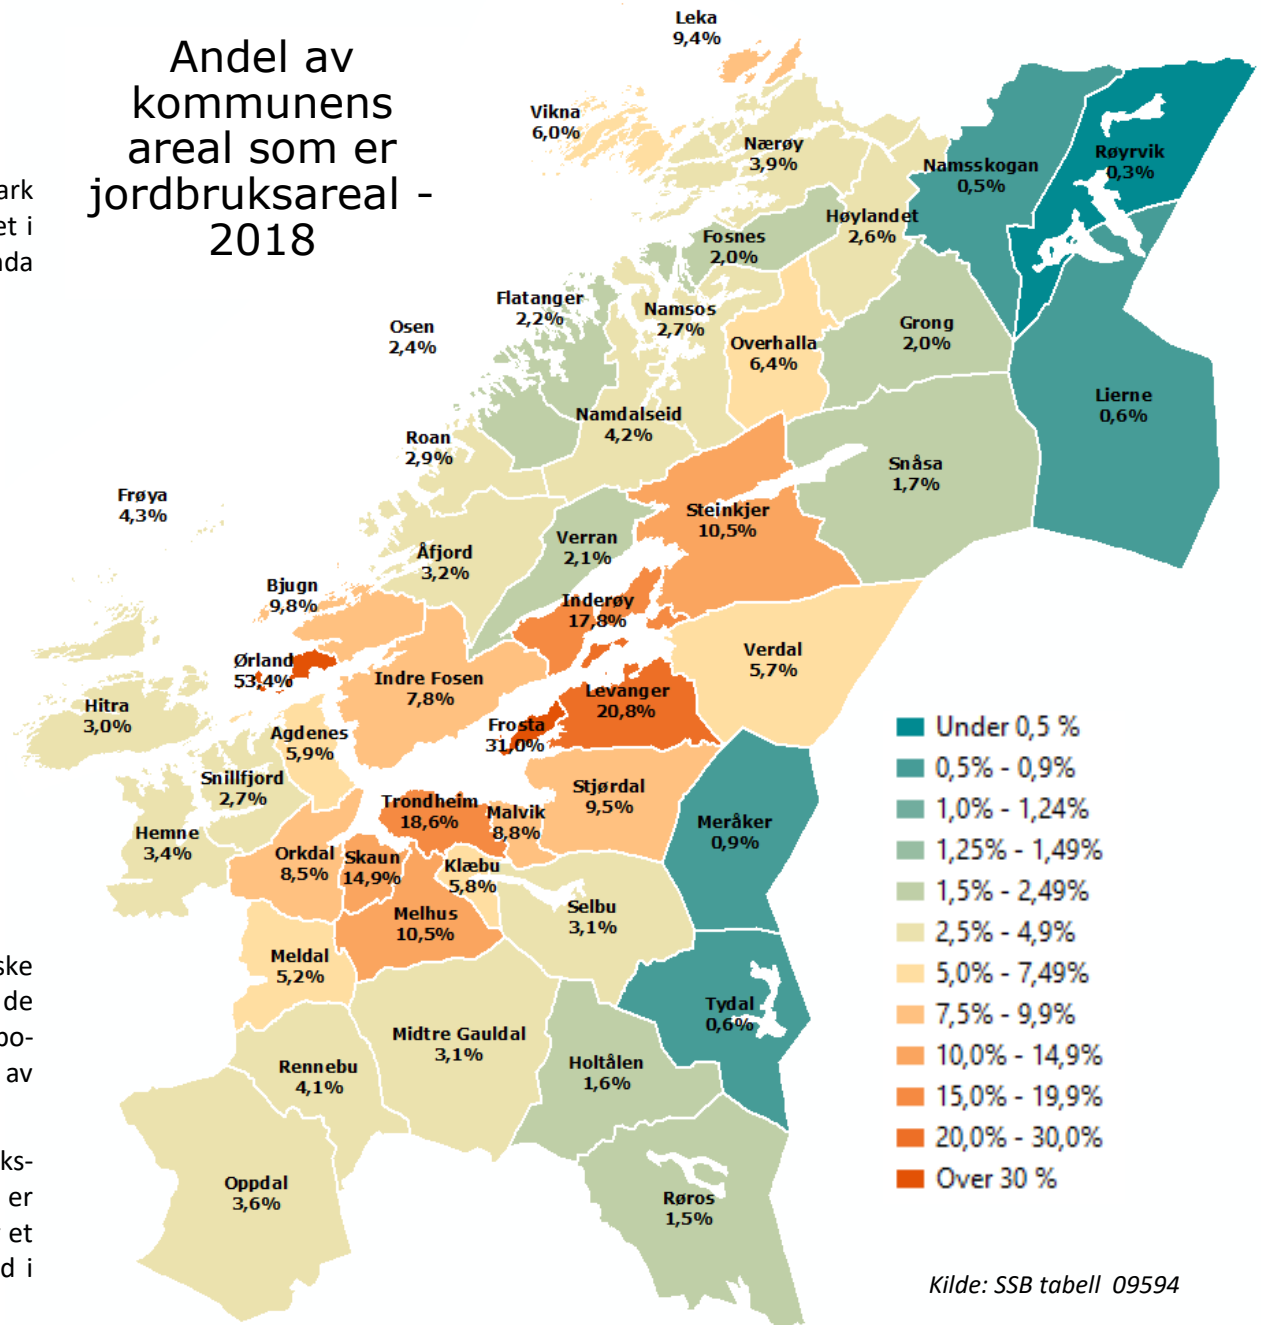 Andel av
kommunens
areal som er
jordbruksareal -
2018
ark
et i
nda
ske
de
po-
av
ks-
er
et
d i
Leka
9,4%
Vikna
6,0%
Nærøy
3,9%
Namsskogan
0,5%
Røyrvik
0,3%
Høylandet
2,6%
Fosnes
2,0%
Flatanger
2,2%
Namsos
2,7%
Osen
2,4%
Overhalla
6,4%
Grong
2,0%
Lierne
0,6%
Namdalseid
4,2%
Roan
2,9%
Snåsa
1,7%
Frøya
4,3%
Steinkjer
10,5%
Verran
2,1%
Åfjord
3,2%
Bjugn
9,8%
Inderøy
17,8%
Verdal
5,7%
Ørland
53,4%
Indre Fosen
7,8%
Levanger
20,8%
Hitra
3,0%
Frosta
31,0%
Agdenes
5,9%
Snillfjord
2,7%
Stjørdal
9,5%
Trondheim
18,6%
Malvik
8,8%
Meråker
0,9%
Hemne
3,4%
Orkdal
8,5%
Skaun
14,9%
Klæbu
5,8%
Melhus
10,5%
Selbu
3,1%
Meldal
5,2%
Tydal
0,6%
Midtre Gauldal
3,1%
Rennebu
4,1%
Holtålen
1,6%
Oppdal
3,6%
Røros
1,5%
Under 0,5 %
0,5% - 0,9%
1,0% - 1,24%
1,25% - 1,49%
1,5% - 2,49%
2,5% - 4,9%
5,0% - 7,49%
7,5% - 9,9%
10,0% - 14,9%
15,0% - 19,9%
20,0% - 30,0%
Over 30 %
Kilde: SSB tabell 09594